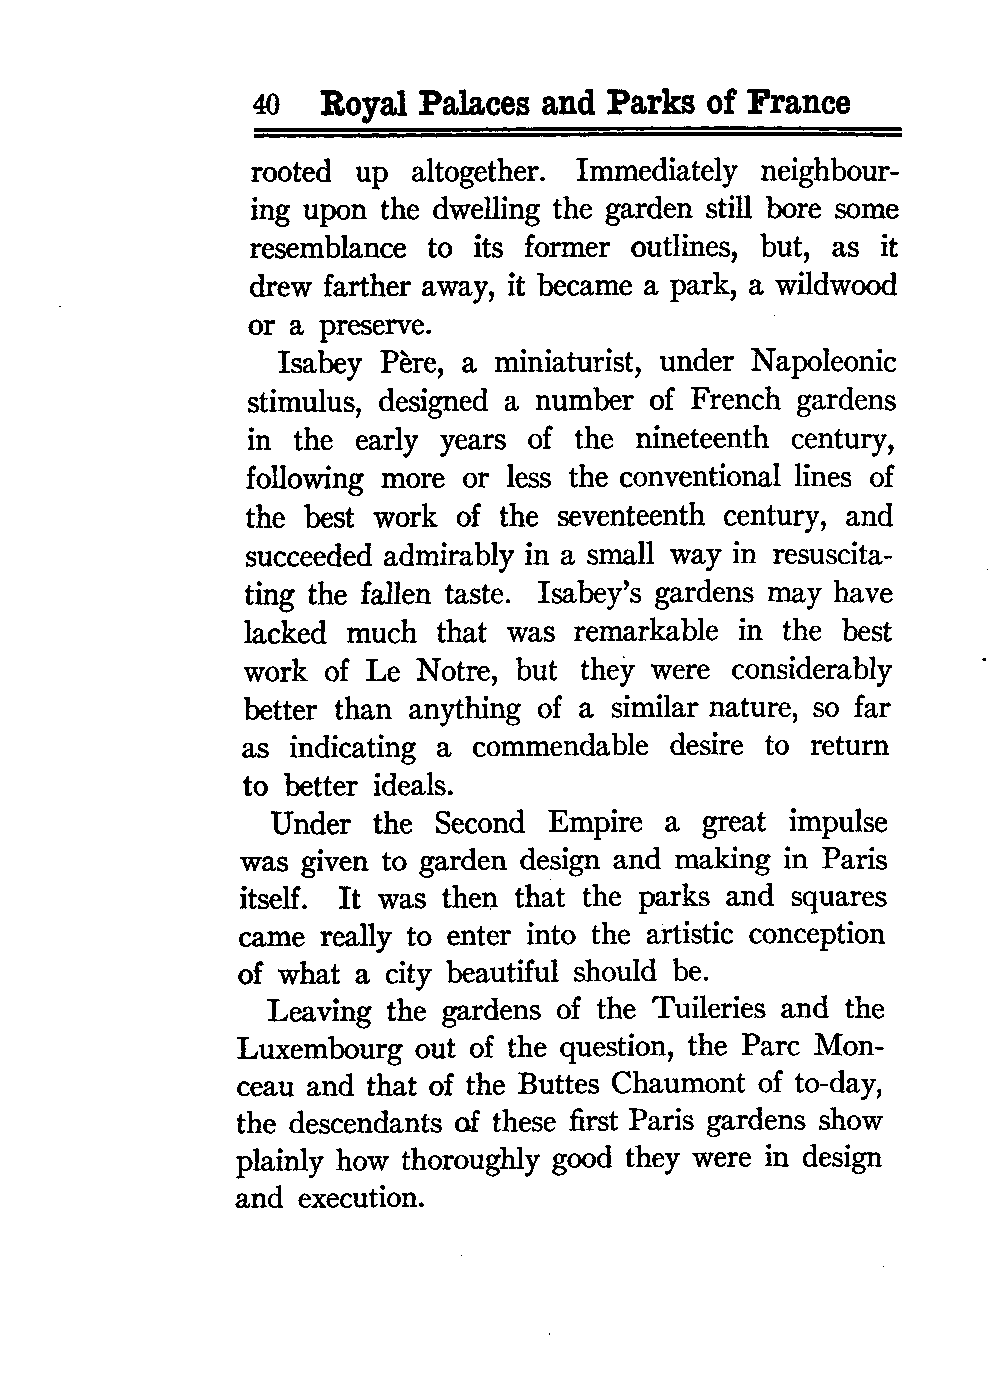 40 Royal Palaces and Parks of France
rooted up altogether. Immediately neighbour-
ing upon the dwelling the garden still bore some
resemblance to its former outlines, but, as it
drew farther away, it became a park, a wildwood
or a preserve.
Isabey Père, a miniaturist, under Napoleonic
stimulus, designed a number of French gardens
in the early years of the nineteenth century,
following more or less the conventional lines of
the best work of the seventeenth century, and
succeeded admirably in a small way in resuscita-
ting the fallen taste. Isabey's gardens may have
lacked much that was remarkable in the best
work of Le Notre, but they were considerably
better than anything of a similar nature, so far
as indicating a commendable desire to return
to better ideals.
Under the Second Empire a great impulse
was given to garden design and making in Paris
itself. It was then that the parks and squares
came really to enter into the artistic conception
of what a city beautiful should be.
Leaving the gardens of the Tuileries and the
Luxembourg out of the question, the Parc Mon-
ceau and that of the Buttes Chaumont of to-day,
the descendants of these first Paris gardens show
plainly how thoroughly good they were in design
and execution.